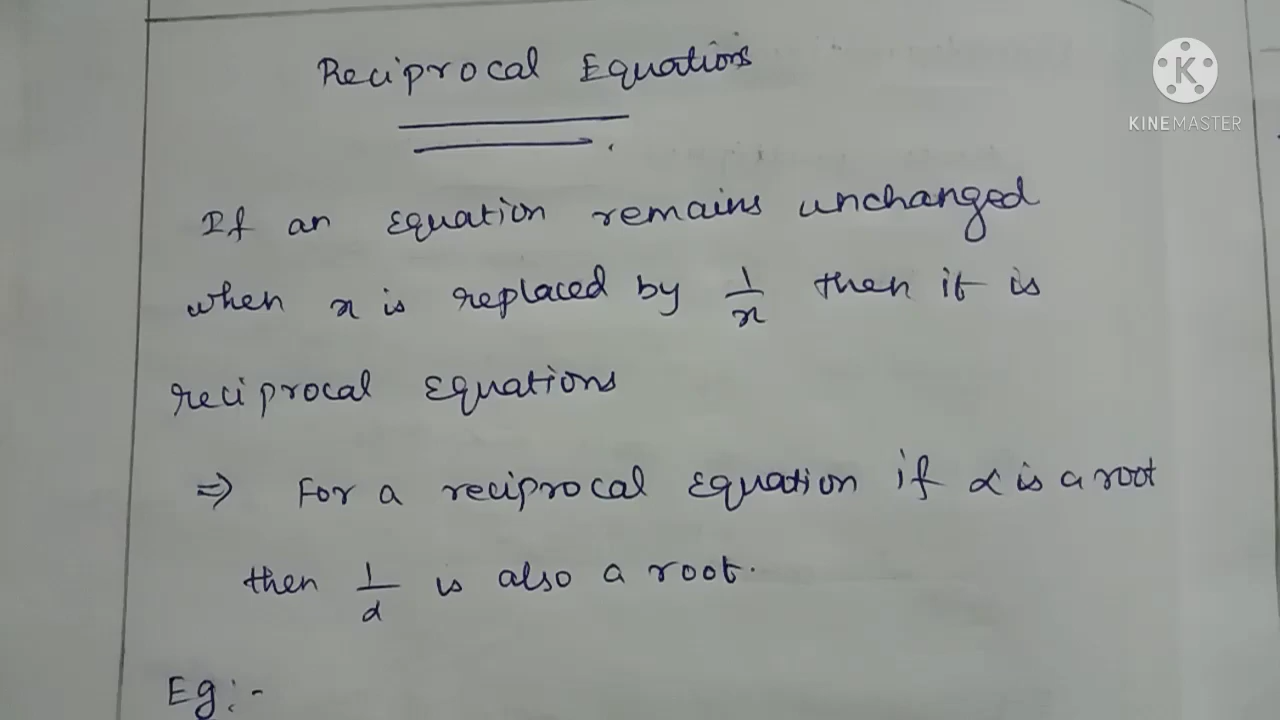 Reciprocal Equations
KINEMASTER
If an equation remains unchanged
when x is replaced by 1/x then it is
reciprocal equations
⇒ For a reciprocal equation if α is a root
then 1/α is also a root.
Eg:-